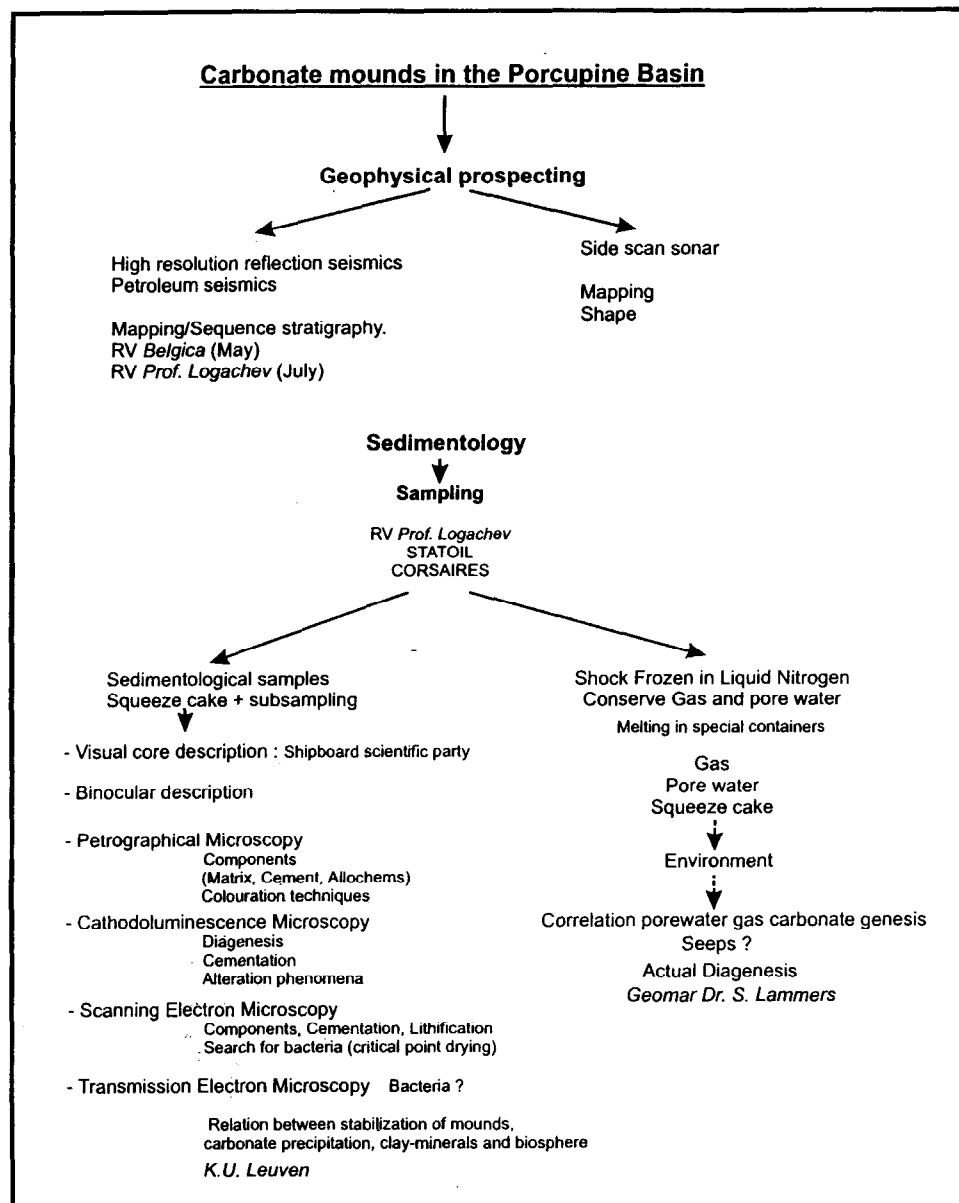 Carbonate mounds in the Porcupine Basin
Geophysical prospecting
High resolution reflection seismics
Petroleum seismics
Mapping/Sequence stratigraphy.
RV Belgica (May)
RV Prof. Logachev (July)
Side scan sonar
Mapping
Shape
Sedimentology
Sampling
RV Prof. Logachev
STATOIL
CORSAIRES
Sedimentological samples
Squeeze cake + subsampling
- Visual core description : Shipboard scientific party
- Binocular description
- Petrographical Microscopy
Components
(Matrix, Cement, Allochems)
Colouration techniques
- Cathodoluminescence Microscopy
Diagenesis
Cementation
Alteration phenomena
- Scanning Electron Microscopy
Components, Cementation, Lithification
Search for bacteria (critical point drying)
- Transmission Electron Microscopy Bacteria ?
Relation between stabilization of mounds,
carbonate precipitation, clay-minerals and biosphere
K.U. Leuven
Shock Frozen in Liquid Nitrogen
Conserve Gas and pore water
Melting in special containers
Gas
Pore water
Squeeze cake
Environment
Correlation porewater gas carbonate genesis
Seeps ?
Actual Diagenesis
Geomar Dr. S. Lammers